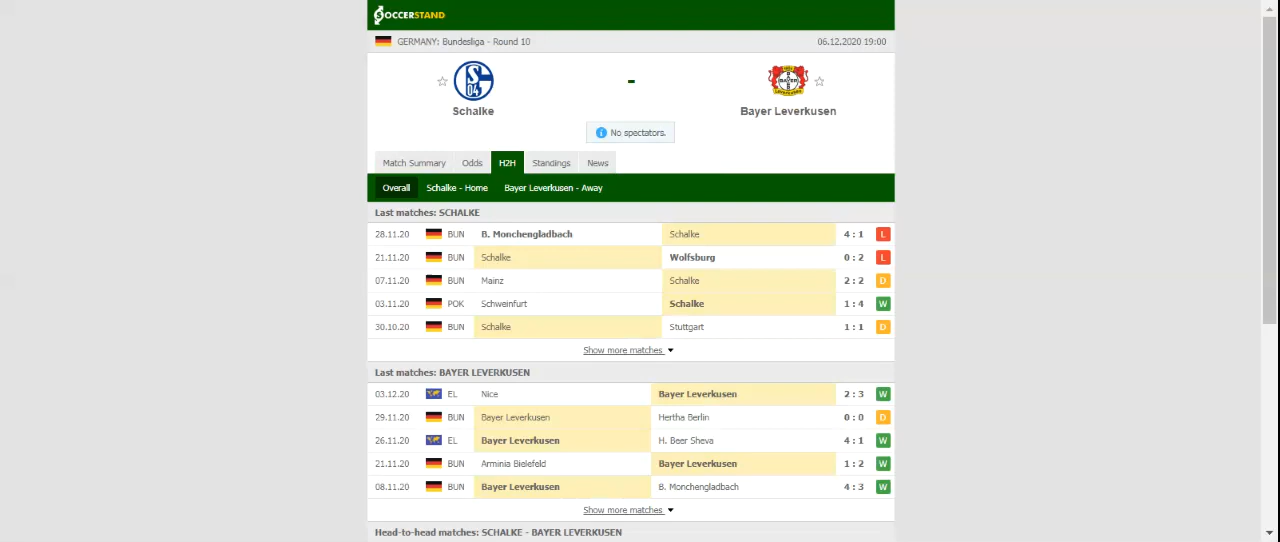 SOCCERSTAND
GERMANY: Bundesliga - Round 10 06.12.2020 19:00
S 04
BAYER
Schalke - Bayer Leverkusen
No spectators.
Match Summary Odds H2H Standings News
Overall Schalke - Home Bayer Leverkusen - Away
Last matches: SCHALKE
28.11.20 BUN B. Monchengladbach Schalke 4 : 1 L
21.11.20 BUN Schalke Wolfsburg 0 : 2 L
07.11.20 BUN Mainz Schalke 2 : 2 D
03.11.20 POK Schweinfurt Schalke 1 : 4 W
30.10.20 BUN Schalke Stuttgart 1 : 1 D
Show more matches
Last matches: BAYER LEVERKUSEN
03.12.20 EL Nice Bayer Leverkusen 2 : 3 W
29.11.20 BUN Bayer Leverkusen Hertha Berlin 0 : 0 D
26.11.20 EL Bayer Leverkusen H. Beer Sheva 4 : 1 W
21.11.20 BUN Arminia Bielefeld Bayer Leverkusen 1 : 2 W
08.11.20 BUN Bayer Leverkusen B. Monchengladbach 4 : 3 W
Show more matches
Head-to-head matches: SCHALKE - BAYER LEVERKUSEN